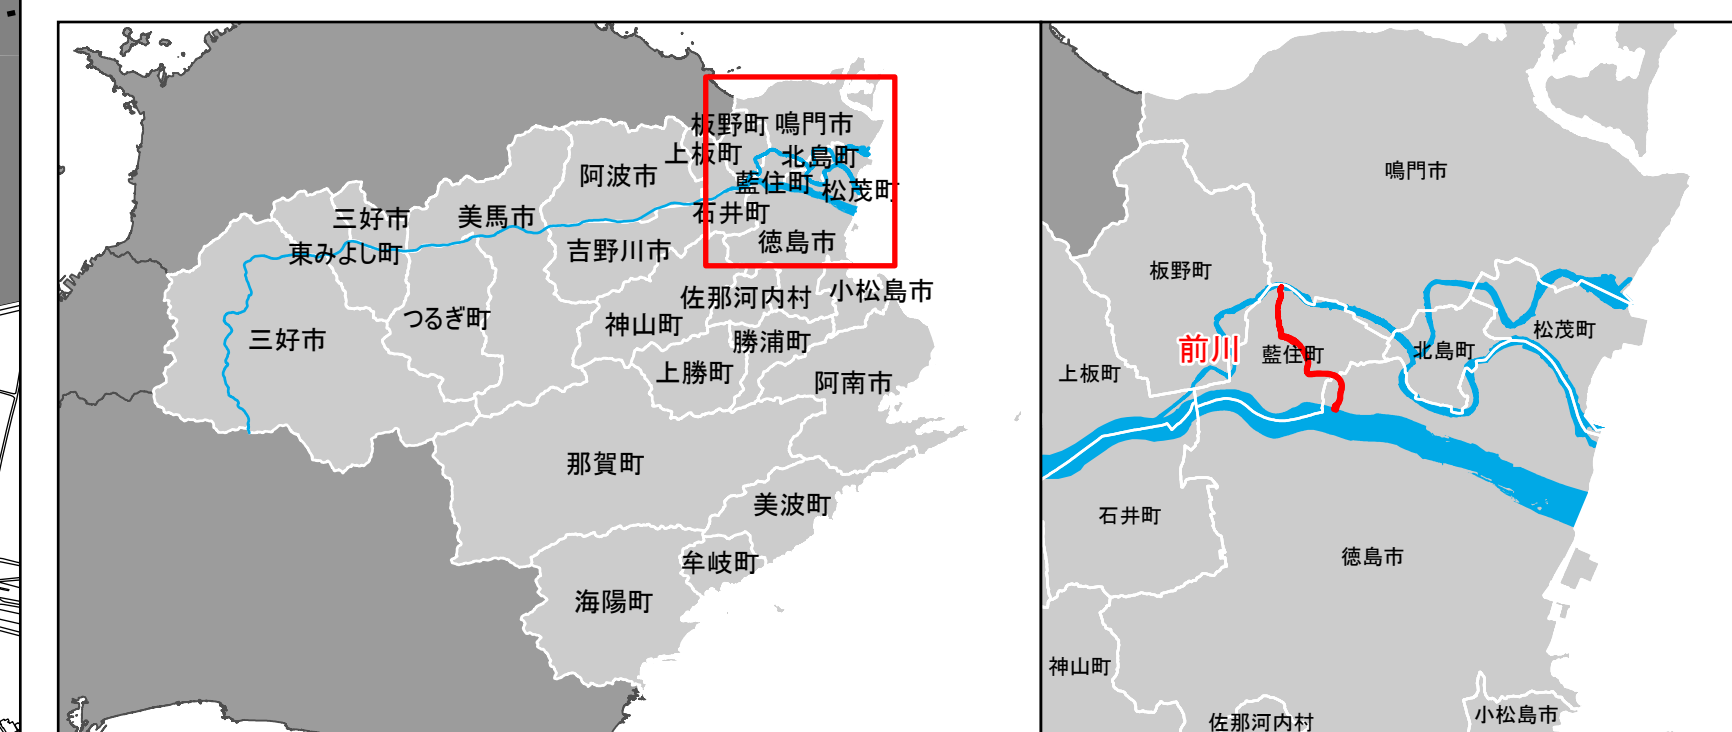 板野町
鳴門市
上板町
北島町
阿波市
藍住町
松茂町
石井町
三好市
美馬市
徳島市
東みよし町
吉野川市
佐那河内村
小松島市
つるぎ町
神山町
三好市
勝浦町
上勝町
阿南市
那賀町
美波町
牟岐町
海陽町
鳴門市
板野町
松茂町
前川
藍住町
北島町
上板町
石井町
徳島市
神山町
佐那河内村
小松島市